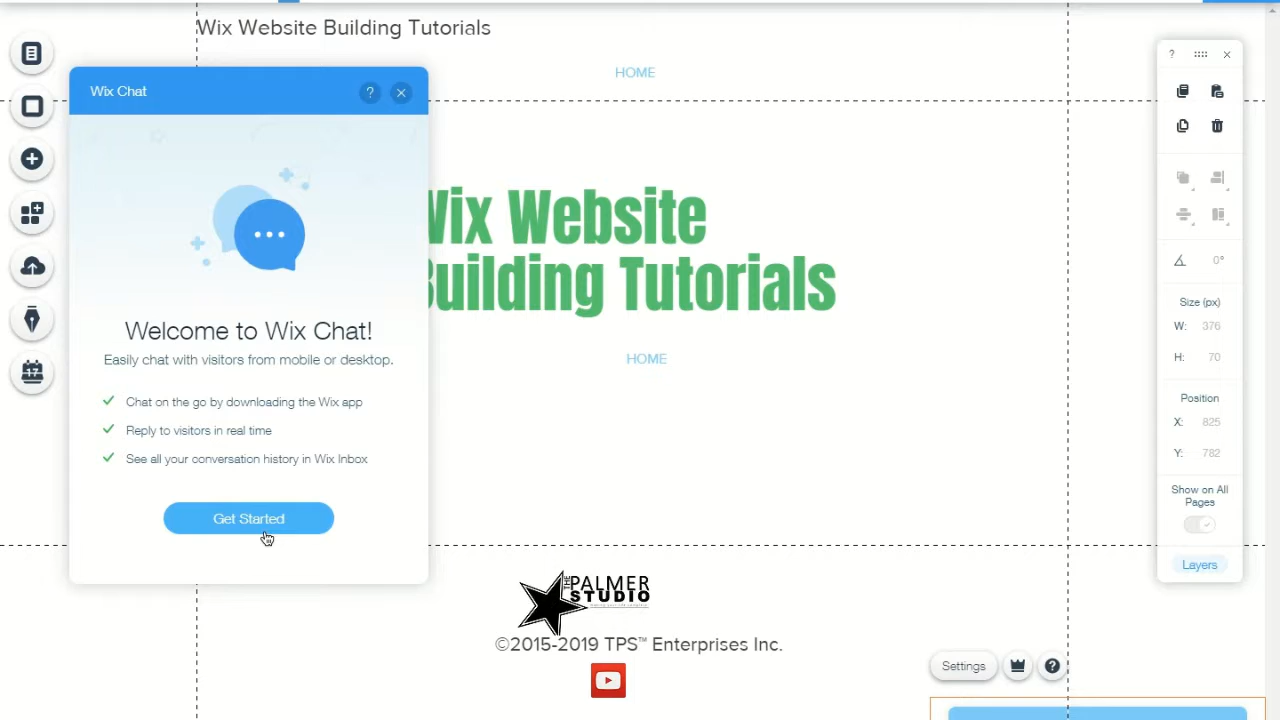 Wix Website Building Tutorials
HOME
Wix Chat
?
Welcome to Wix Chat!
Easily chat with visitors from mobile or desktop.
Chat on the go by downloading the Wix app
Reply to visitors in real time
See all your conversation history in Wix Inbox
Get Started
Wix Website
Building Tutorials
HOME
17
THE
PALMER
STUDIO
©2015-2019 TPS™ Enterprises Inc.
Settings
?
?
0°
Size (px)
W: 376
H: 70
Position
X: 825
Y: 782
Show on All
Pages
Layers